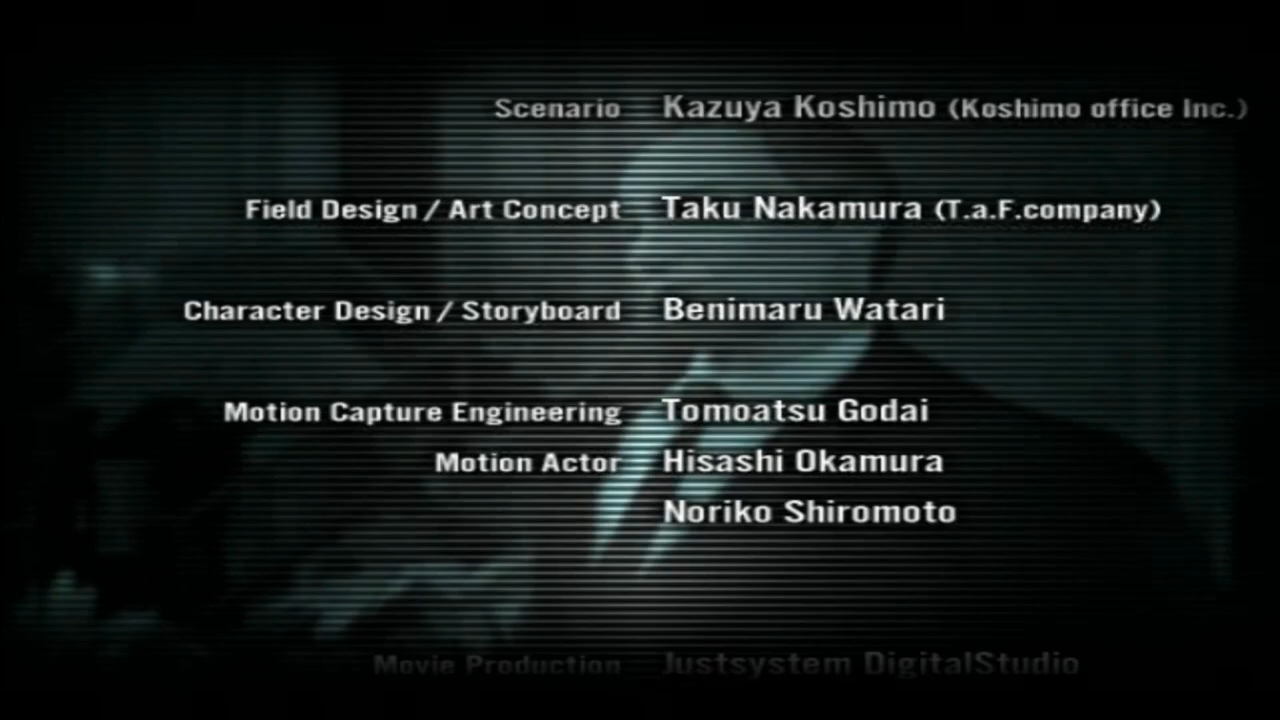 Scenario Kazuya Koshimo (Koshimo office Inc.)
Field Design / Art Concept Taku Nakamura (T.a.F.company)
Character Design / Storyboard Benimaru Watari
Motion Capture Engineering Tomoatsu Godai
Motion Actor Hisashi Okamura
Noriko Shiromoto
Movie Production Justsystem DigitalStudio